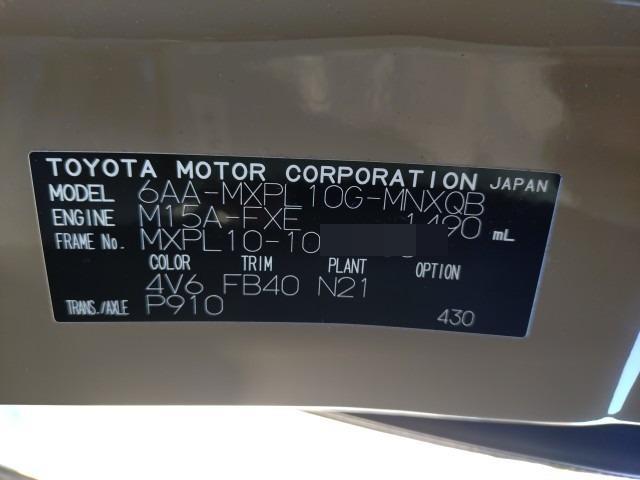 TOYOTA MOTOR CORPORATION JAPAN
MODEL 6AA-MXPL10G-MNXQB
ENGINE M15A-FXE 1490 mL
FRAME No. MXPL10-10
COLOR TRIM PLANT OPTION
4V6 FB40 N21
TRANS./AXLE P910 430